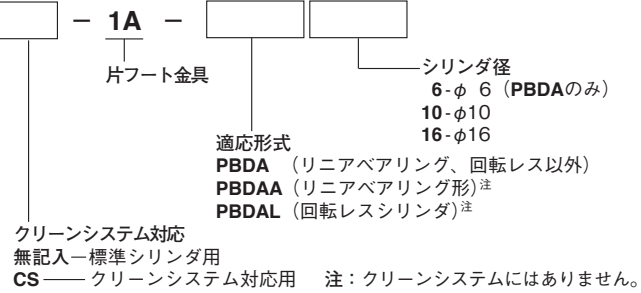 − 1A −
片フート金具
シリンダ径
6-φ 6（PBDAのみ）
10-φ10
16-φ16
適応形式
PBDA （リニアベアリング、回転レス以外）
PBDAA（リニアベアリング形）注
PBDAL（回転レスシリンダ）注
クリーンシステム対応
無記入－標準シリンダ用
CS ―― クリーンシステム対応用 注：クリーンシステムにはありません。